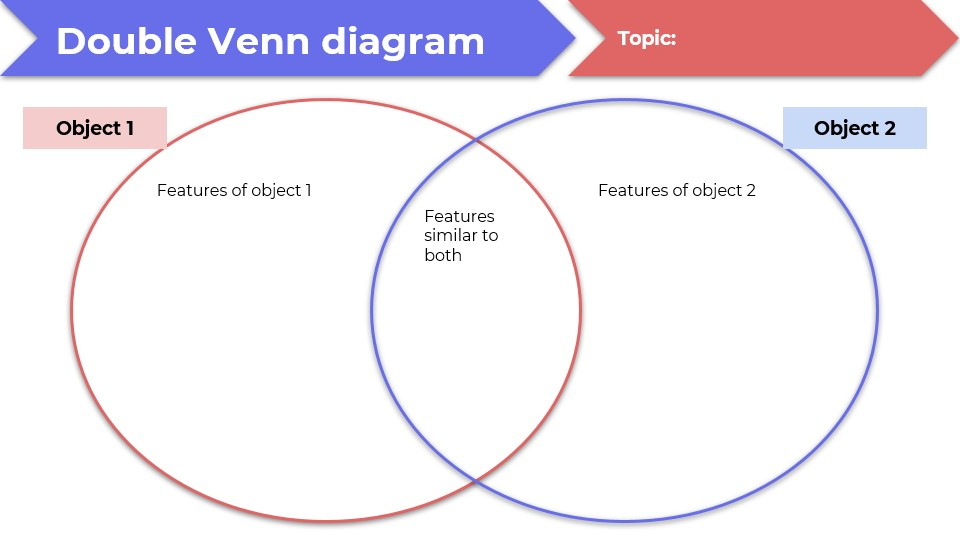 Double Venn diagram
Topic:
Object 1
Object 2
Features of object 1
Features of object 2
Features
similar to
both